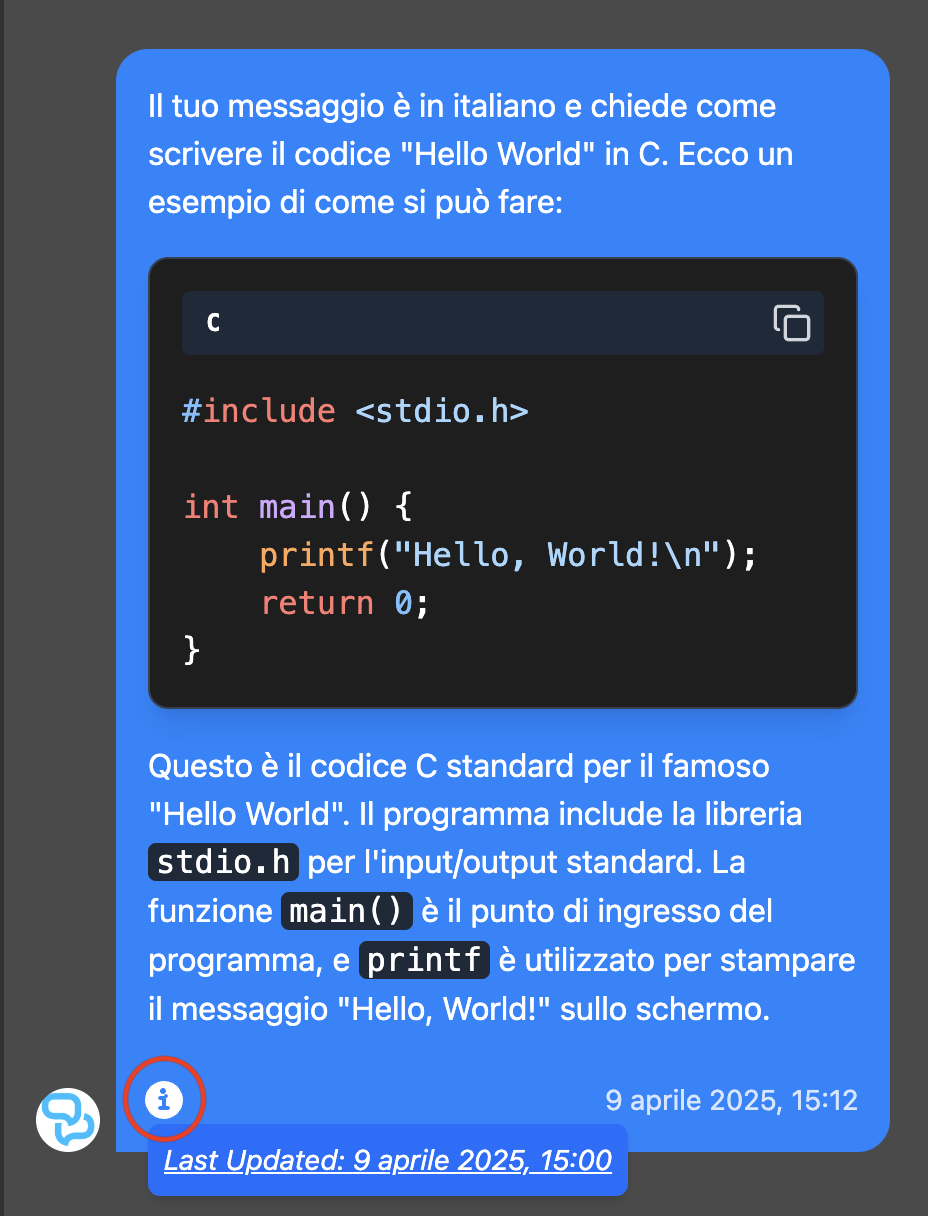 Il tuo messaggio è in italiano e chiede come
scrivere il codice "Hello World" in C. Ecco un
esempio di come si può fare:
C
#include <stdio.h>
int main() {
    printf("Hello, World!\n");
    return 0;
}
Questo è il codice C standard per il famoso
"Hello World". Il programma include la libreria
stdio.h per l'input/output standard. La
funzione main() è il punto di ingresso del
programma, e printf è utilizzato per stampare
il messaggio "Hello, World!" sullo schermo.
9 aprile 2025, 15:12
Last Updated: 9 aprile 2025, 15:00